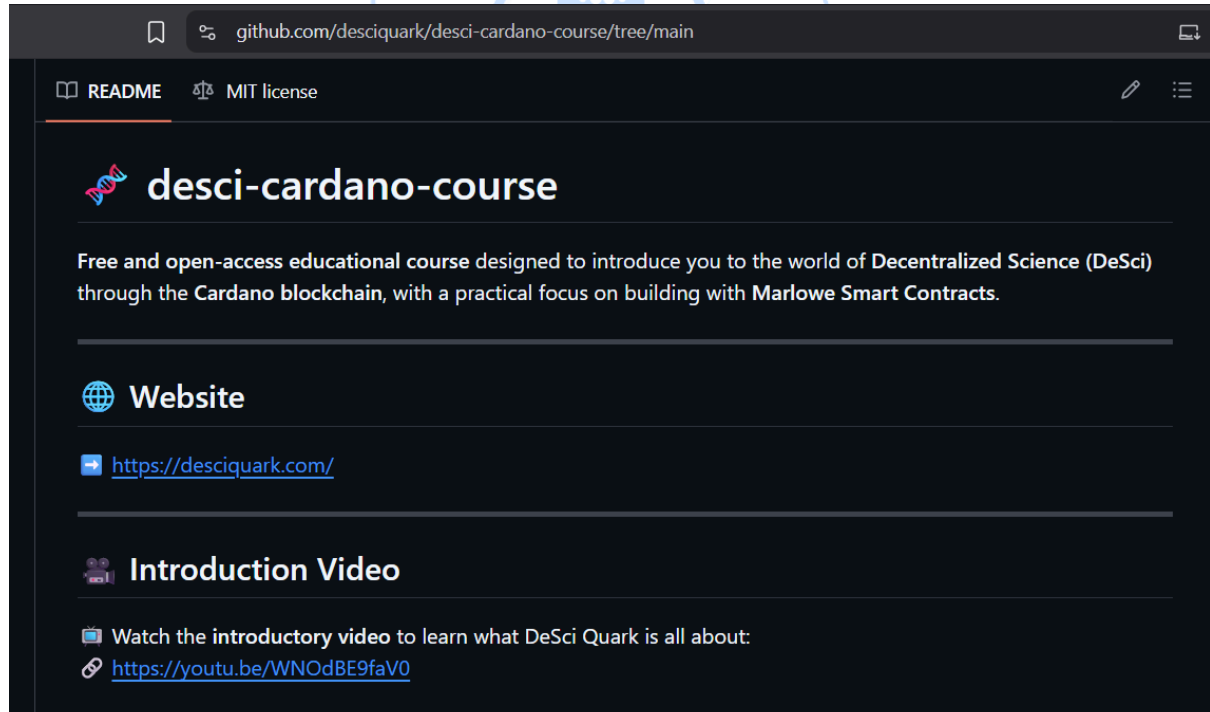 github.com/desciquark/desci-cardano-course/tree/main
README MIT license
desci-cardano-course
Free and open-access educational course designed to introduce you to the world of Decentralized Science (DeSci)
through the Cardano blockchain, with a practical focus on building with Marlowe Smart Contracts.
Website
https://desciquark.com/
Introduction Video
Watch the introductory video to learn what DeSci Quark is all about:
https://youtu.be/WNOdBE9faV0